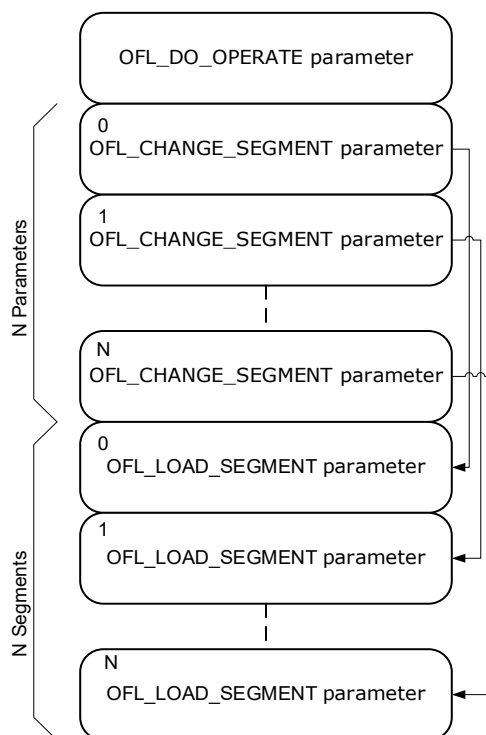 OFL_DO_OPERATE parameter
0
OFL_CHANGE_SEGMENT parameter
1
OFL_CHANGE_SEGMENT parameter
N Parameters
N
OFL_CHANGE_SEGMENT parameter
0
OFL_LOAD_SEGMENT parameter
1
OFL_LOAD_SEGMENT parameter
N Segments
N
OFL_LOAD_SEGMENT parameter